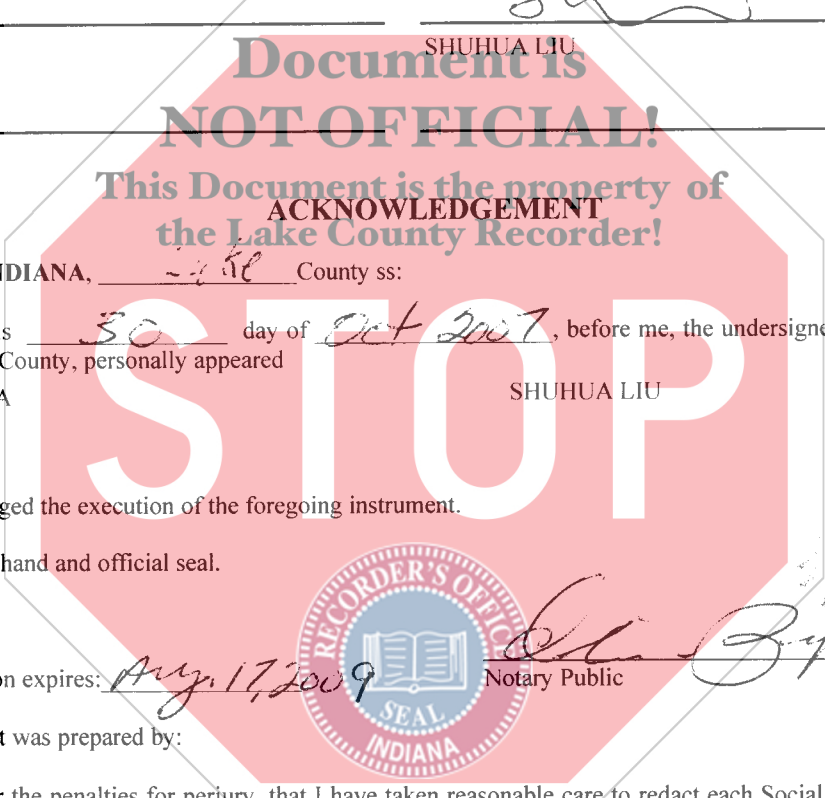 SHUHUA LIU
Document is
NOT OFFICIAL!
This Document is the property of
ACKNOWLEDGEMENT
the Lake County Recorder!
NDIANA, County ss:
s 30 day of Oct 2007, before me, the undersigne
County, personally appeared
A SHUHUA LIU
STOP
ged the execution of the foregoing instrument.
hand and official seal.
RECORDER'S OFFICE
SEAL
INDIANA
on expires: Aug. 17, 2009 Notary Public
t was prepared by:
r the penalties for perjury, that I have taken reasonable care to redact each Social